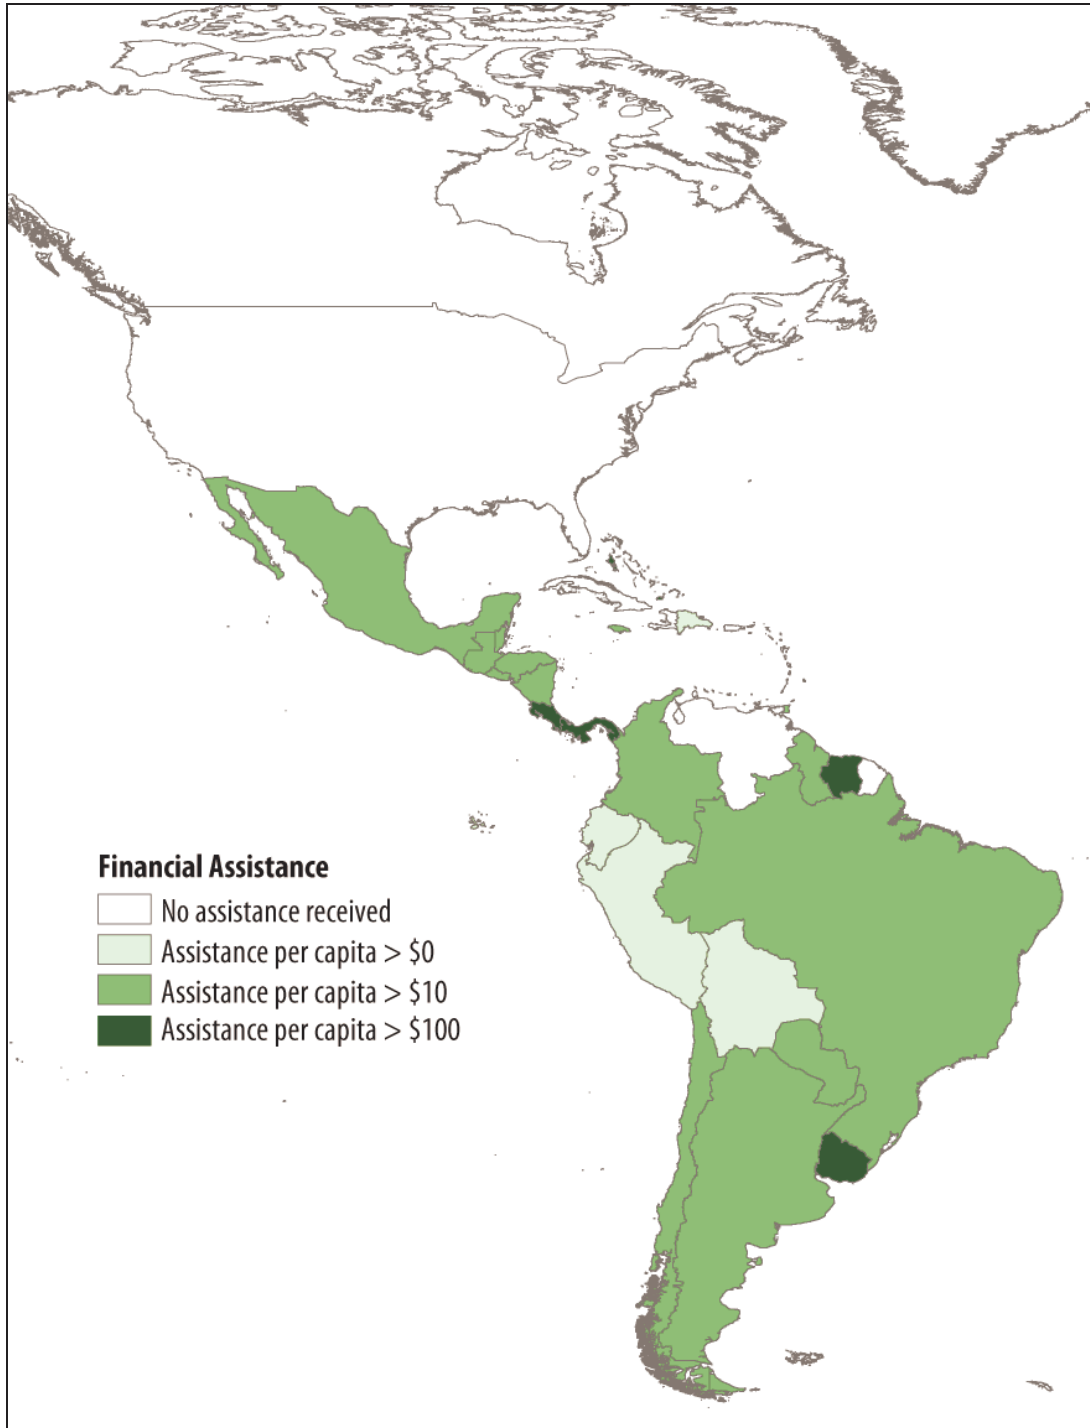 Financial Assistance
No assistance received
Assistance per capita > $0
Assistance per capita > $10
Assistance per capita > $100